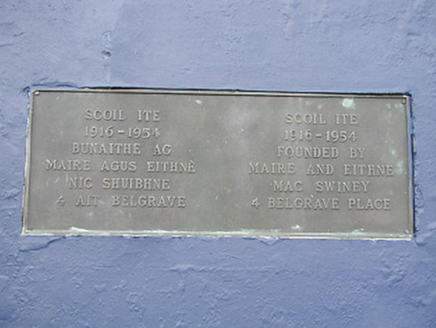 SCOIL ITE
1916-1954
BUNAITHE AG
MAIRE AGUS EITHNE
NIC SHUIBHNE
4 AIT BELGRAVE
SCOIL ITE
1916-1954
FOUNDED BY
MAIRE AND EITHNE
MAC SWINEY
4 BELGRAVE PLACE